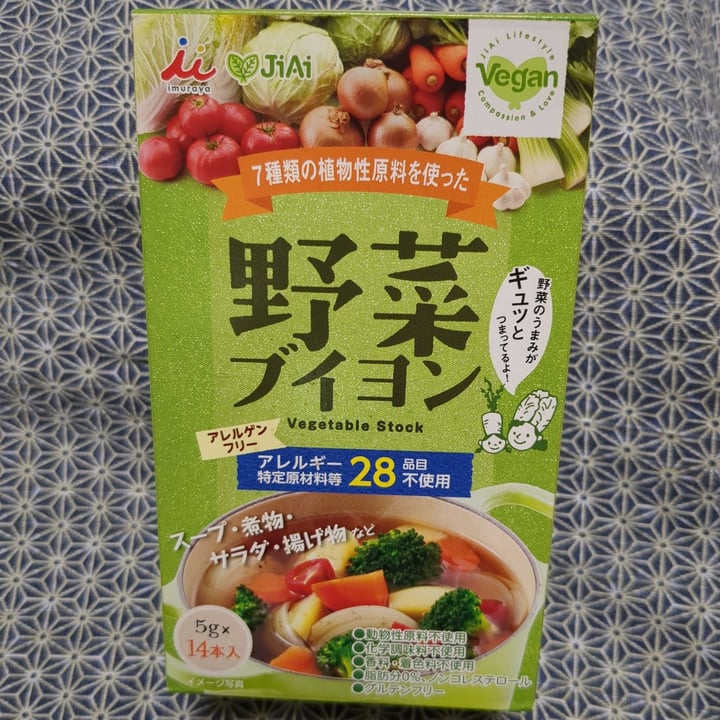 imuraya
JiAi
JiAi Lifestyle
Vegan
Compassion & Love
7種類の植物性原料を使った
野菜
ブイヨン
Vegetable Stock
野菜のうまみが
ギュッと
つまってるよ!
アレルゲン
フリー
アレルギー
特定原材料等
28品目
不使用
スープ・煮物・
サラダ・揚げ物など
5g×
14本入
イメージ写真
●動物性原料不使用
●化学調味料不使用
●香料・着色料不使用
●脂肪分0%、ノンコレステロール
●グルテンフリー